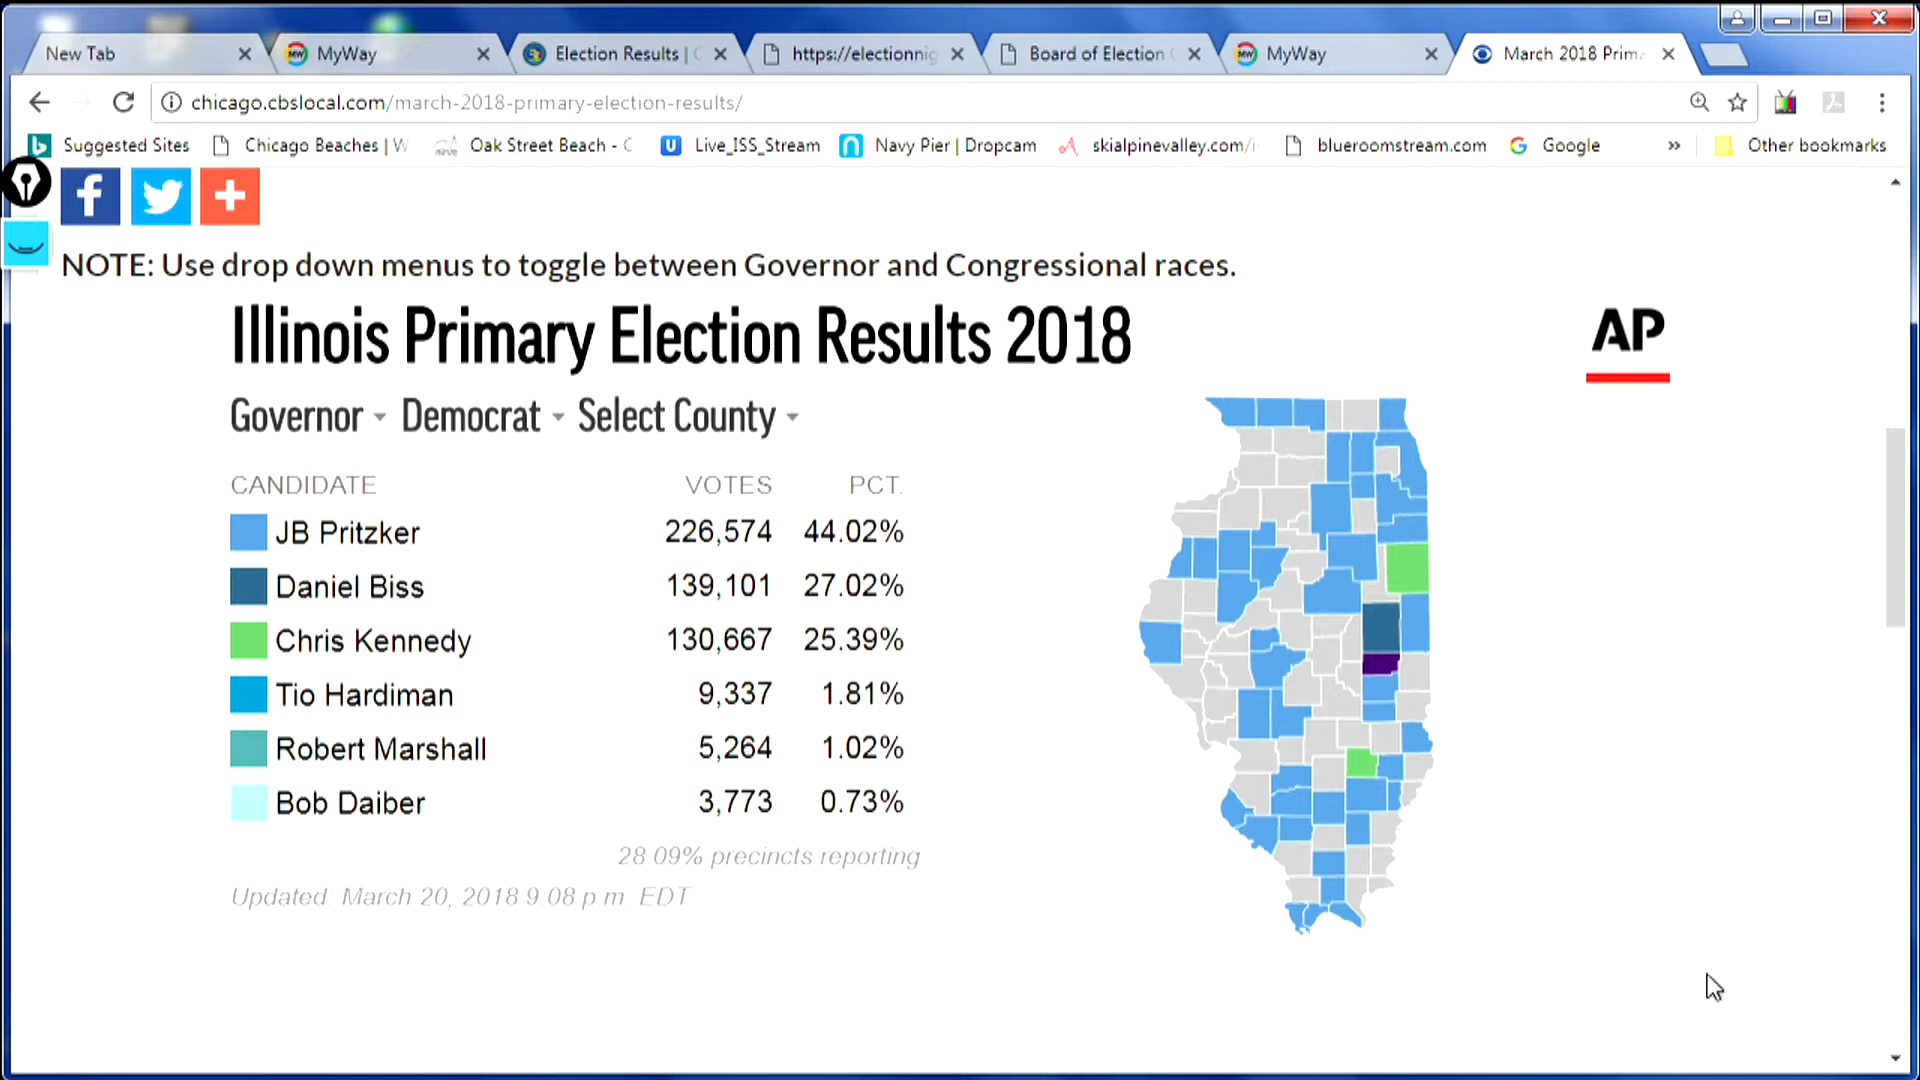 New Tab
MyWay
Election Results |
https://electionnig
Board of Election
MyWay
March 2018 Prima
chicago.cbslocal.com/march-2018-primary-election-results/
Suggested Sites
Chicago Beaches | W
Oak Street Beach - C
Live_ISS_Stream
Navy Pier | Dropcam
skialpinevalley.com/i
blueroomstream.com
Google
»
Other bookmarks
NOTE: Use drop down menus to toggle between Governor and Congressional races.
Illinois Primary Election Results 2018
AP
Governor Democrat Select County
CANDIDATE VOTES PCT.
JB Pritzker 226,574 44.02%
Daniel Biss 139,101 27.02%
Chris Kennedy 130,667 25.39%
Tio Hardiman 9,337 1.81%
Robert Marshall 5,264 1.02%
Bob Daiber 3,773 0.73%
28 09% precincts reporting
Updated March 20, 2018 9 08 p m EDT